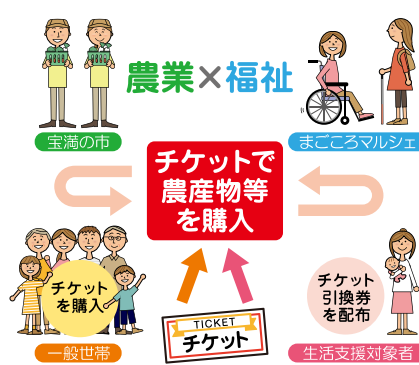 農業×福祉
宝満の市
まごころマルシェ
チケットで
農産物等
を購入
チケット
を購入
チケット
引換券
を配布
TICKET
チケット
一般世帯
生活支援対象者